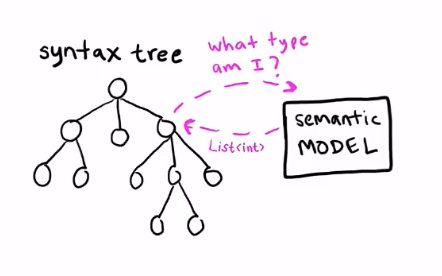 syntax tree
what type
am I?
List<int>
semantic
MODEL